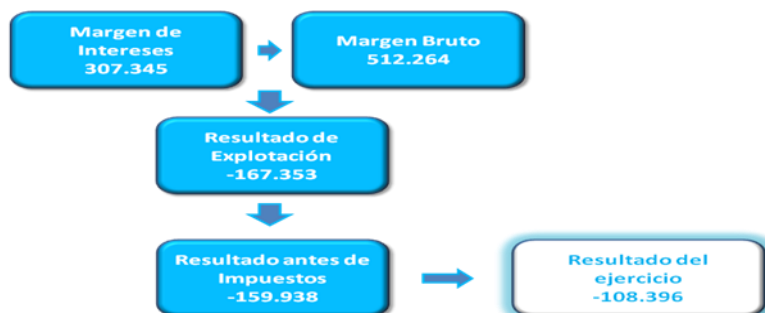 Margen de
Intereses
307.345
Margen Bruto
512.264
Resultado de
Explotación
-167.353
Resultado antes de
Impuestos
-159.938
Resultado del
ejercicio
-108.396